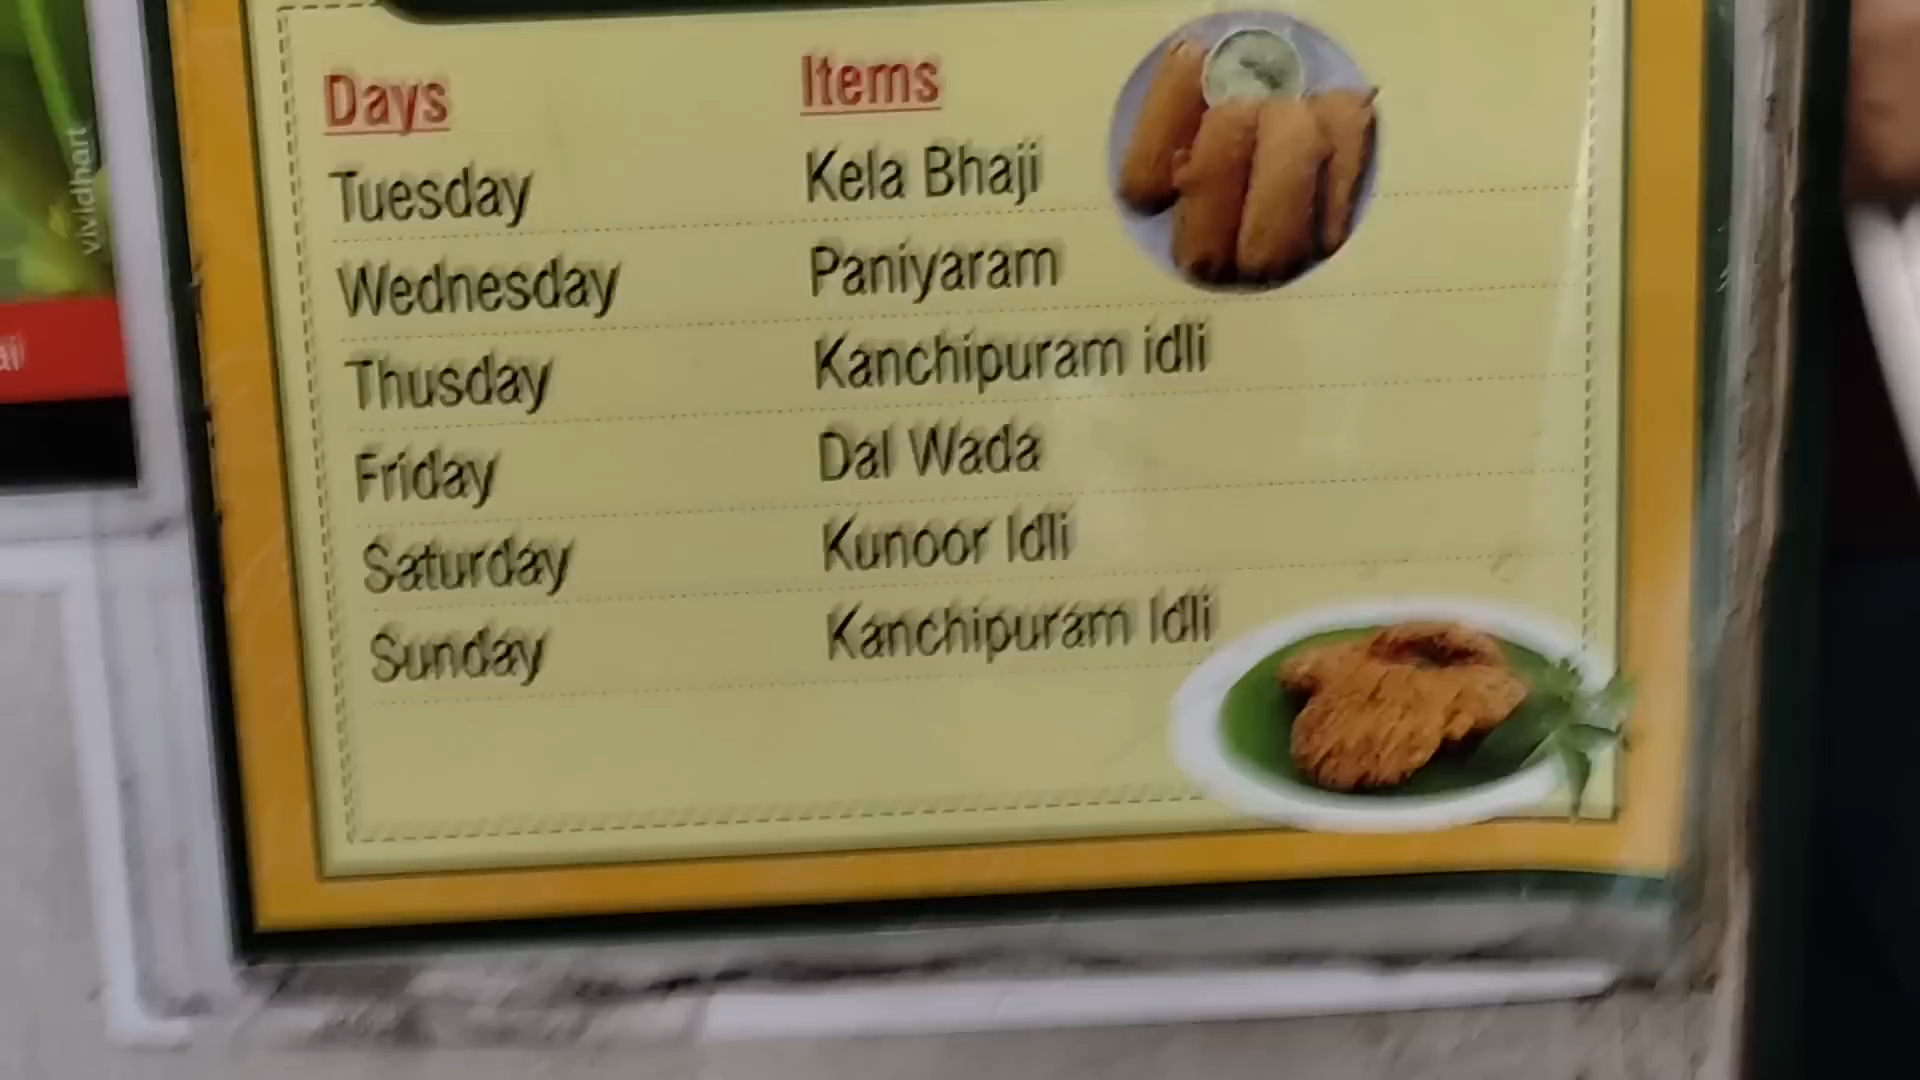 Days Items
Tuesday Kela Bhaji
Wednesday Paniyaram
Thusday Kanchipuram idli
Friday Dal Wada
Saturday Kunoor Idli
Sunday Kanchipuram Idli
vividhart